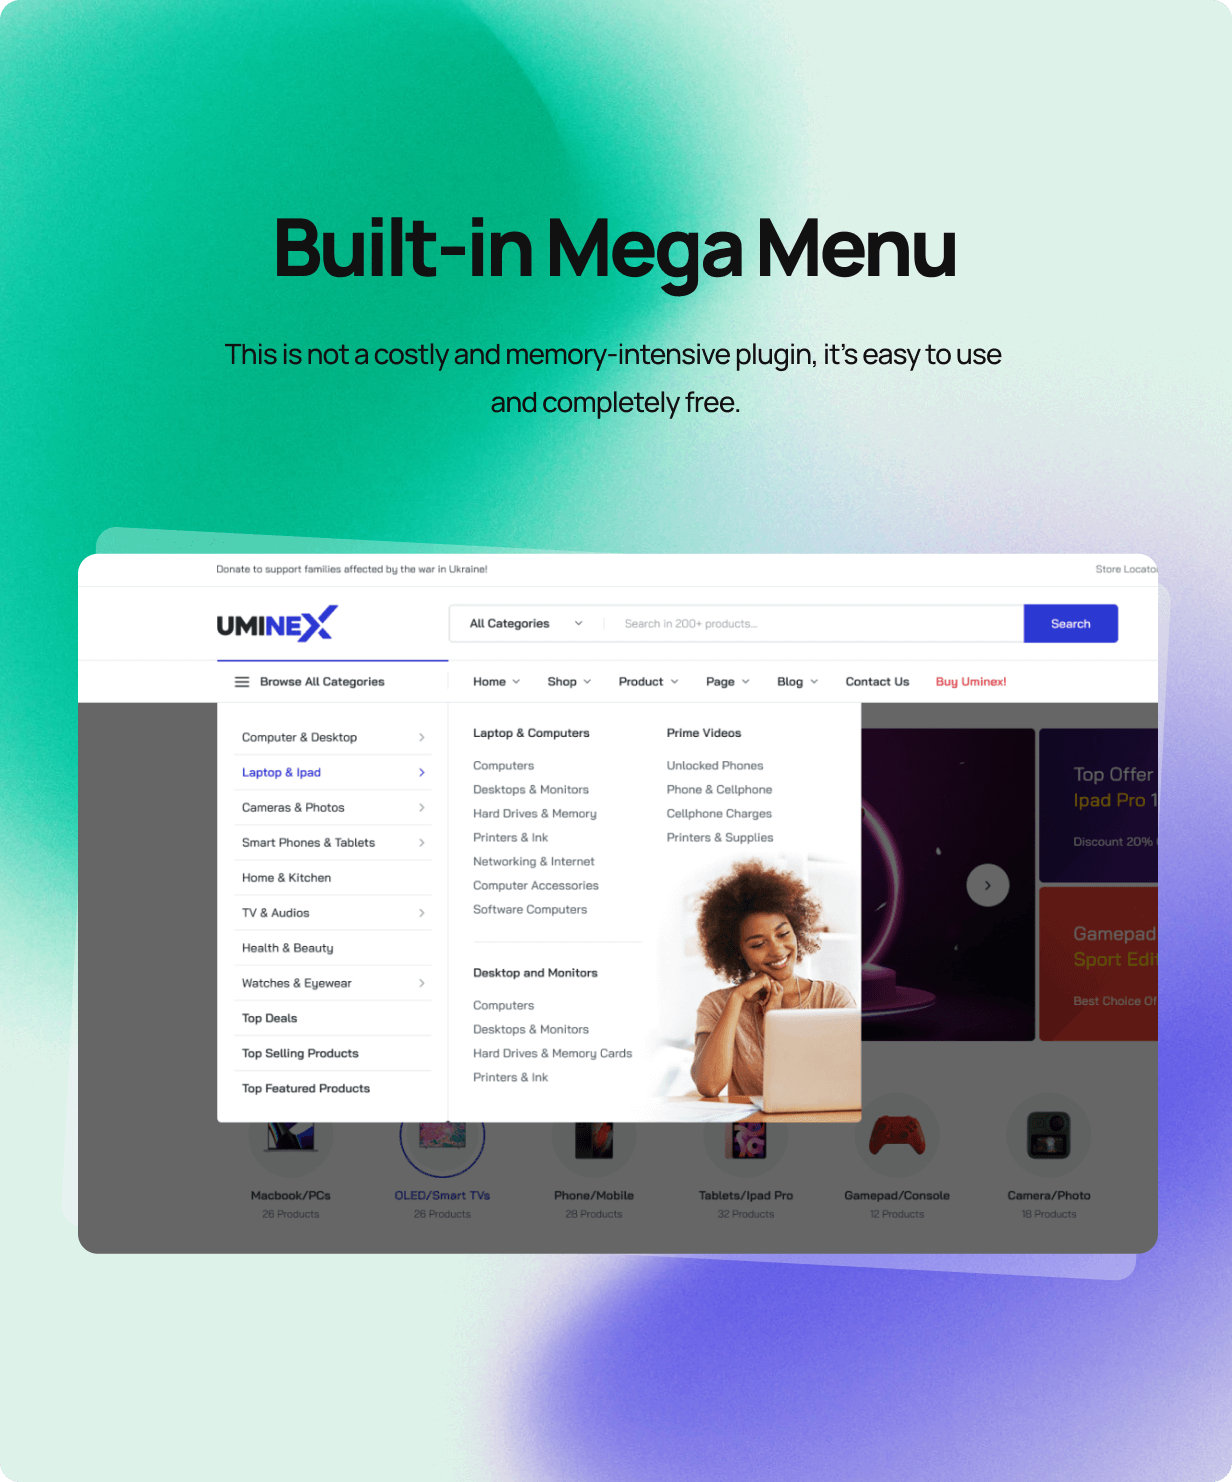 Built-in Mega Menu
This is not a costly and memory-intensive plugin, it's easy to use
and completely free.
Donate to support families affected by the war in Ukraine!
UMINEX
All Categories
Search in 200+ products...
Search
Browse All Categories
Home
Shop
Product
Page
Blog
Contact Us
Buy Uminex!
Computer & Desktop
Laptop & Ipad
Cameras & Photos
Smart Phones & Tablets
Home & Kitchen
TV & Audios
Health & Beauty
Watches & Eyewear
Top Deals
Top Selling Products
Top Featured Products
Laptop & Computers
Computers
Desktops & Monitors
Hard Drives & Memory
Printers & Ink
Networking & Internet
Computer Accessories
Software Computers
Desktop and Monitors
Computers
Desktops & Monitors
Hard Drives & Memory Cards
Printers & Ink
Prime Videos
Unlocked Phones
Phone & Cellphone
Cellphone Charges
Printers & Supplies
Store
Top Offer
Ipad Pro
Discount 20%
Gamepad
Sport
Best Choice
Macbook/PCs
26 Products
OLED/Smart TVs
26 Products
Phone/Mobile
28 Products
Tablets/Ipad Pro
32 Products
Gamepad/Console
12 Products
Camera/Photo
18 Products